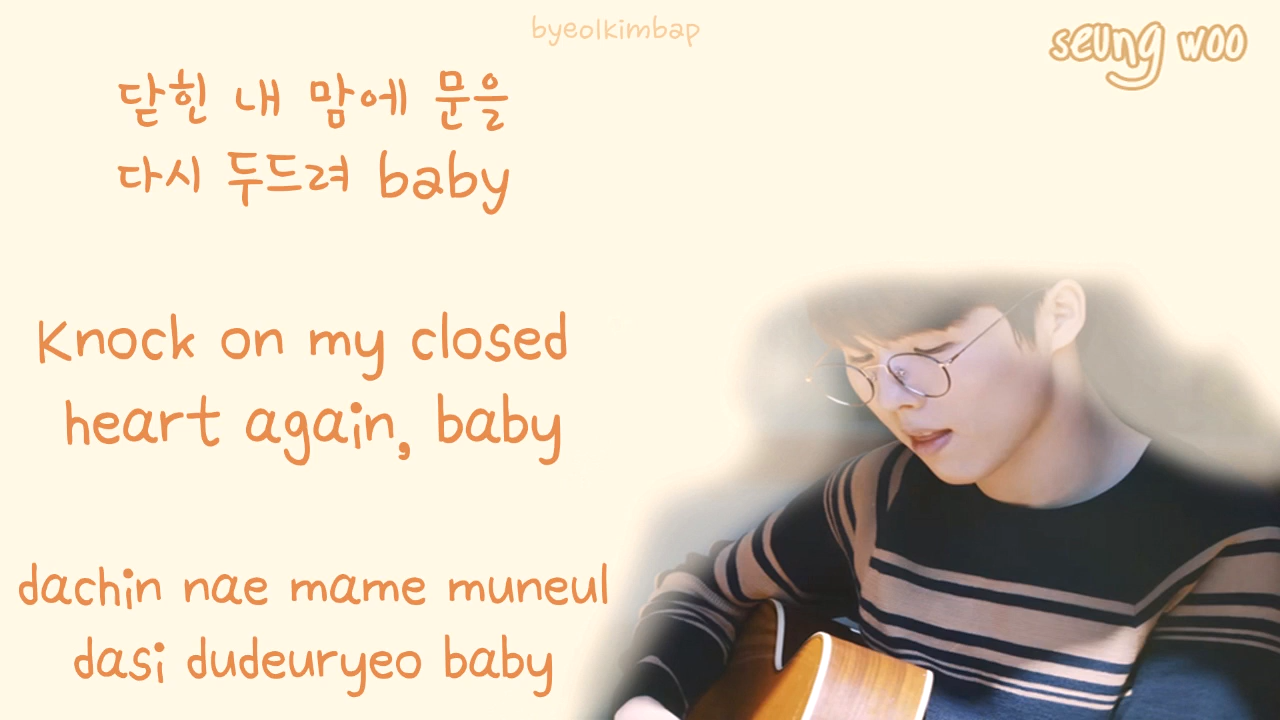 byeolkimbap
seung woo
닫힌 내 맘에 문을
다시 두드려 baby
Knock on my closed
heart again, baby
dachin nae mame muneul
dasi dudeuryeo baby